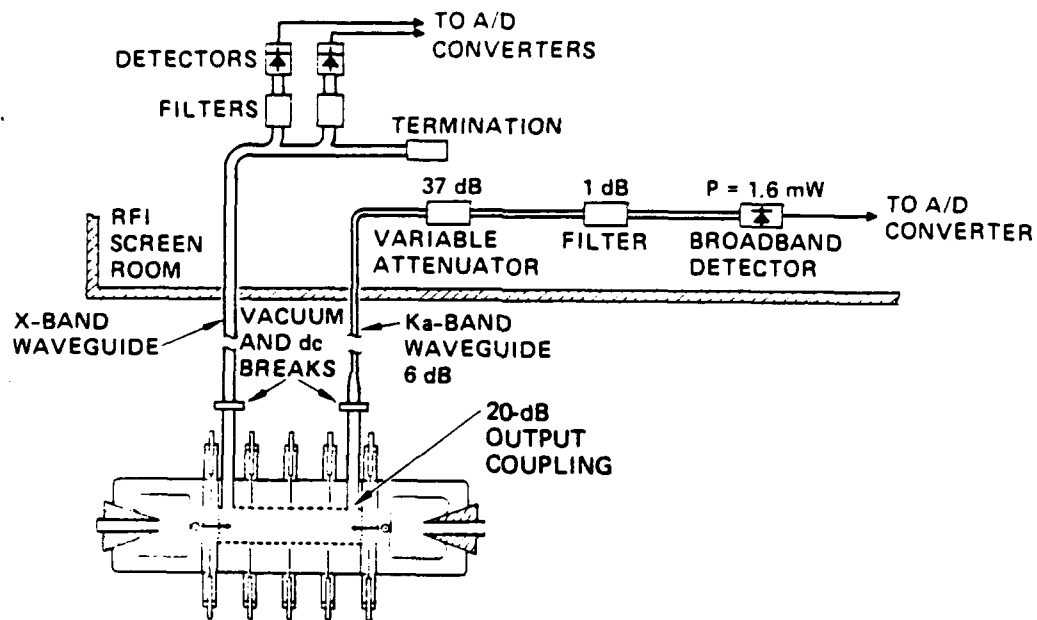 TO A/D
CONVERTERS
DETECTORS
FILTERS
TERMINATION
37 dB
1 dB
P = 1.6 mW
TO A/D
CONVERTER
RFI
SCREEN
ROOM
VARIABLE
ATTENUATOR
FILTER
BROADBAND
DETECTOR
X-BAND
WAVEGUIDE
VACUUM
AND dc
BREAKS
Ka-BAND
WAVEGUIDE
6 dB
20-dB
OUTPUT
COUPLING